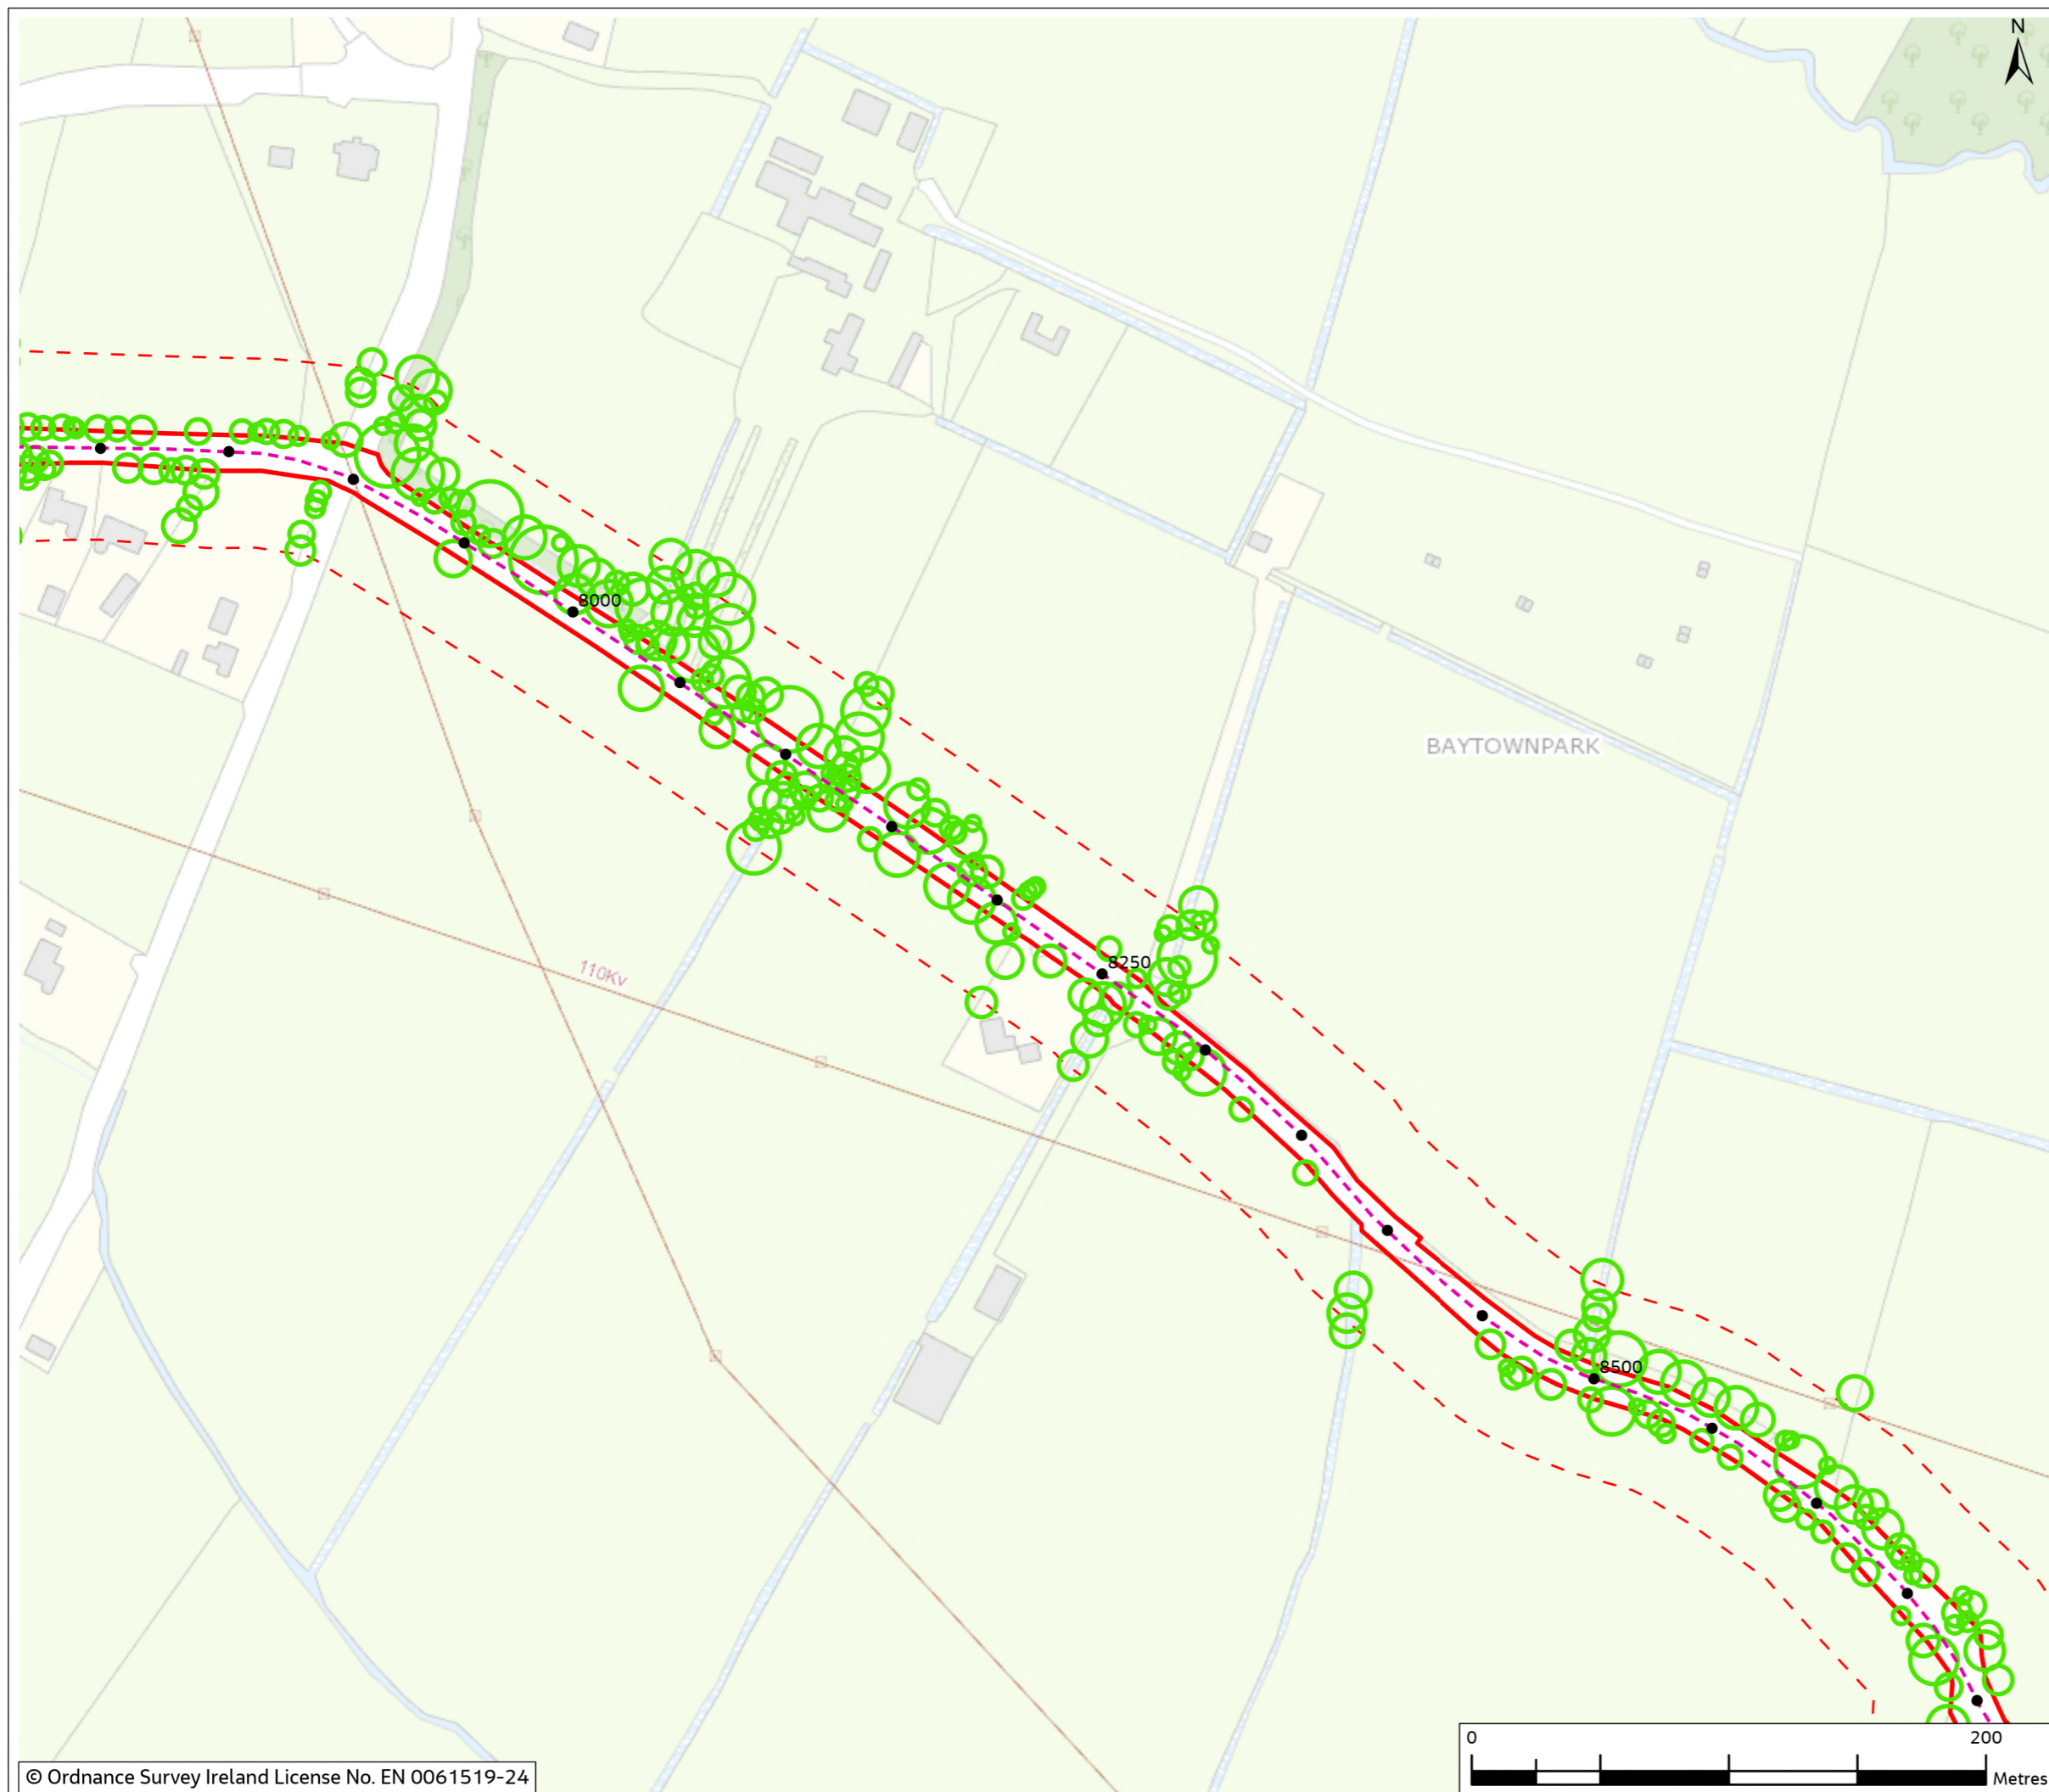 N
8000
BAYTOWNPARK
8250
110Kv
8500
0 200
Metres
© Ordnance Survey Ireland License No. EN 0061519-24